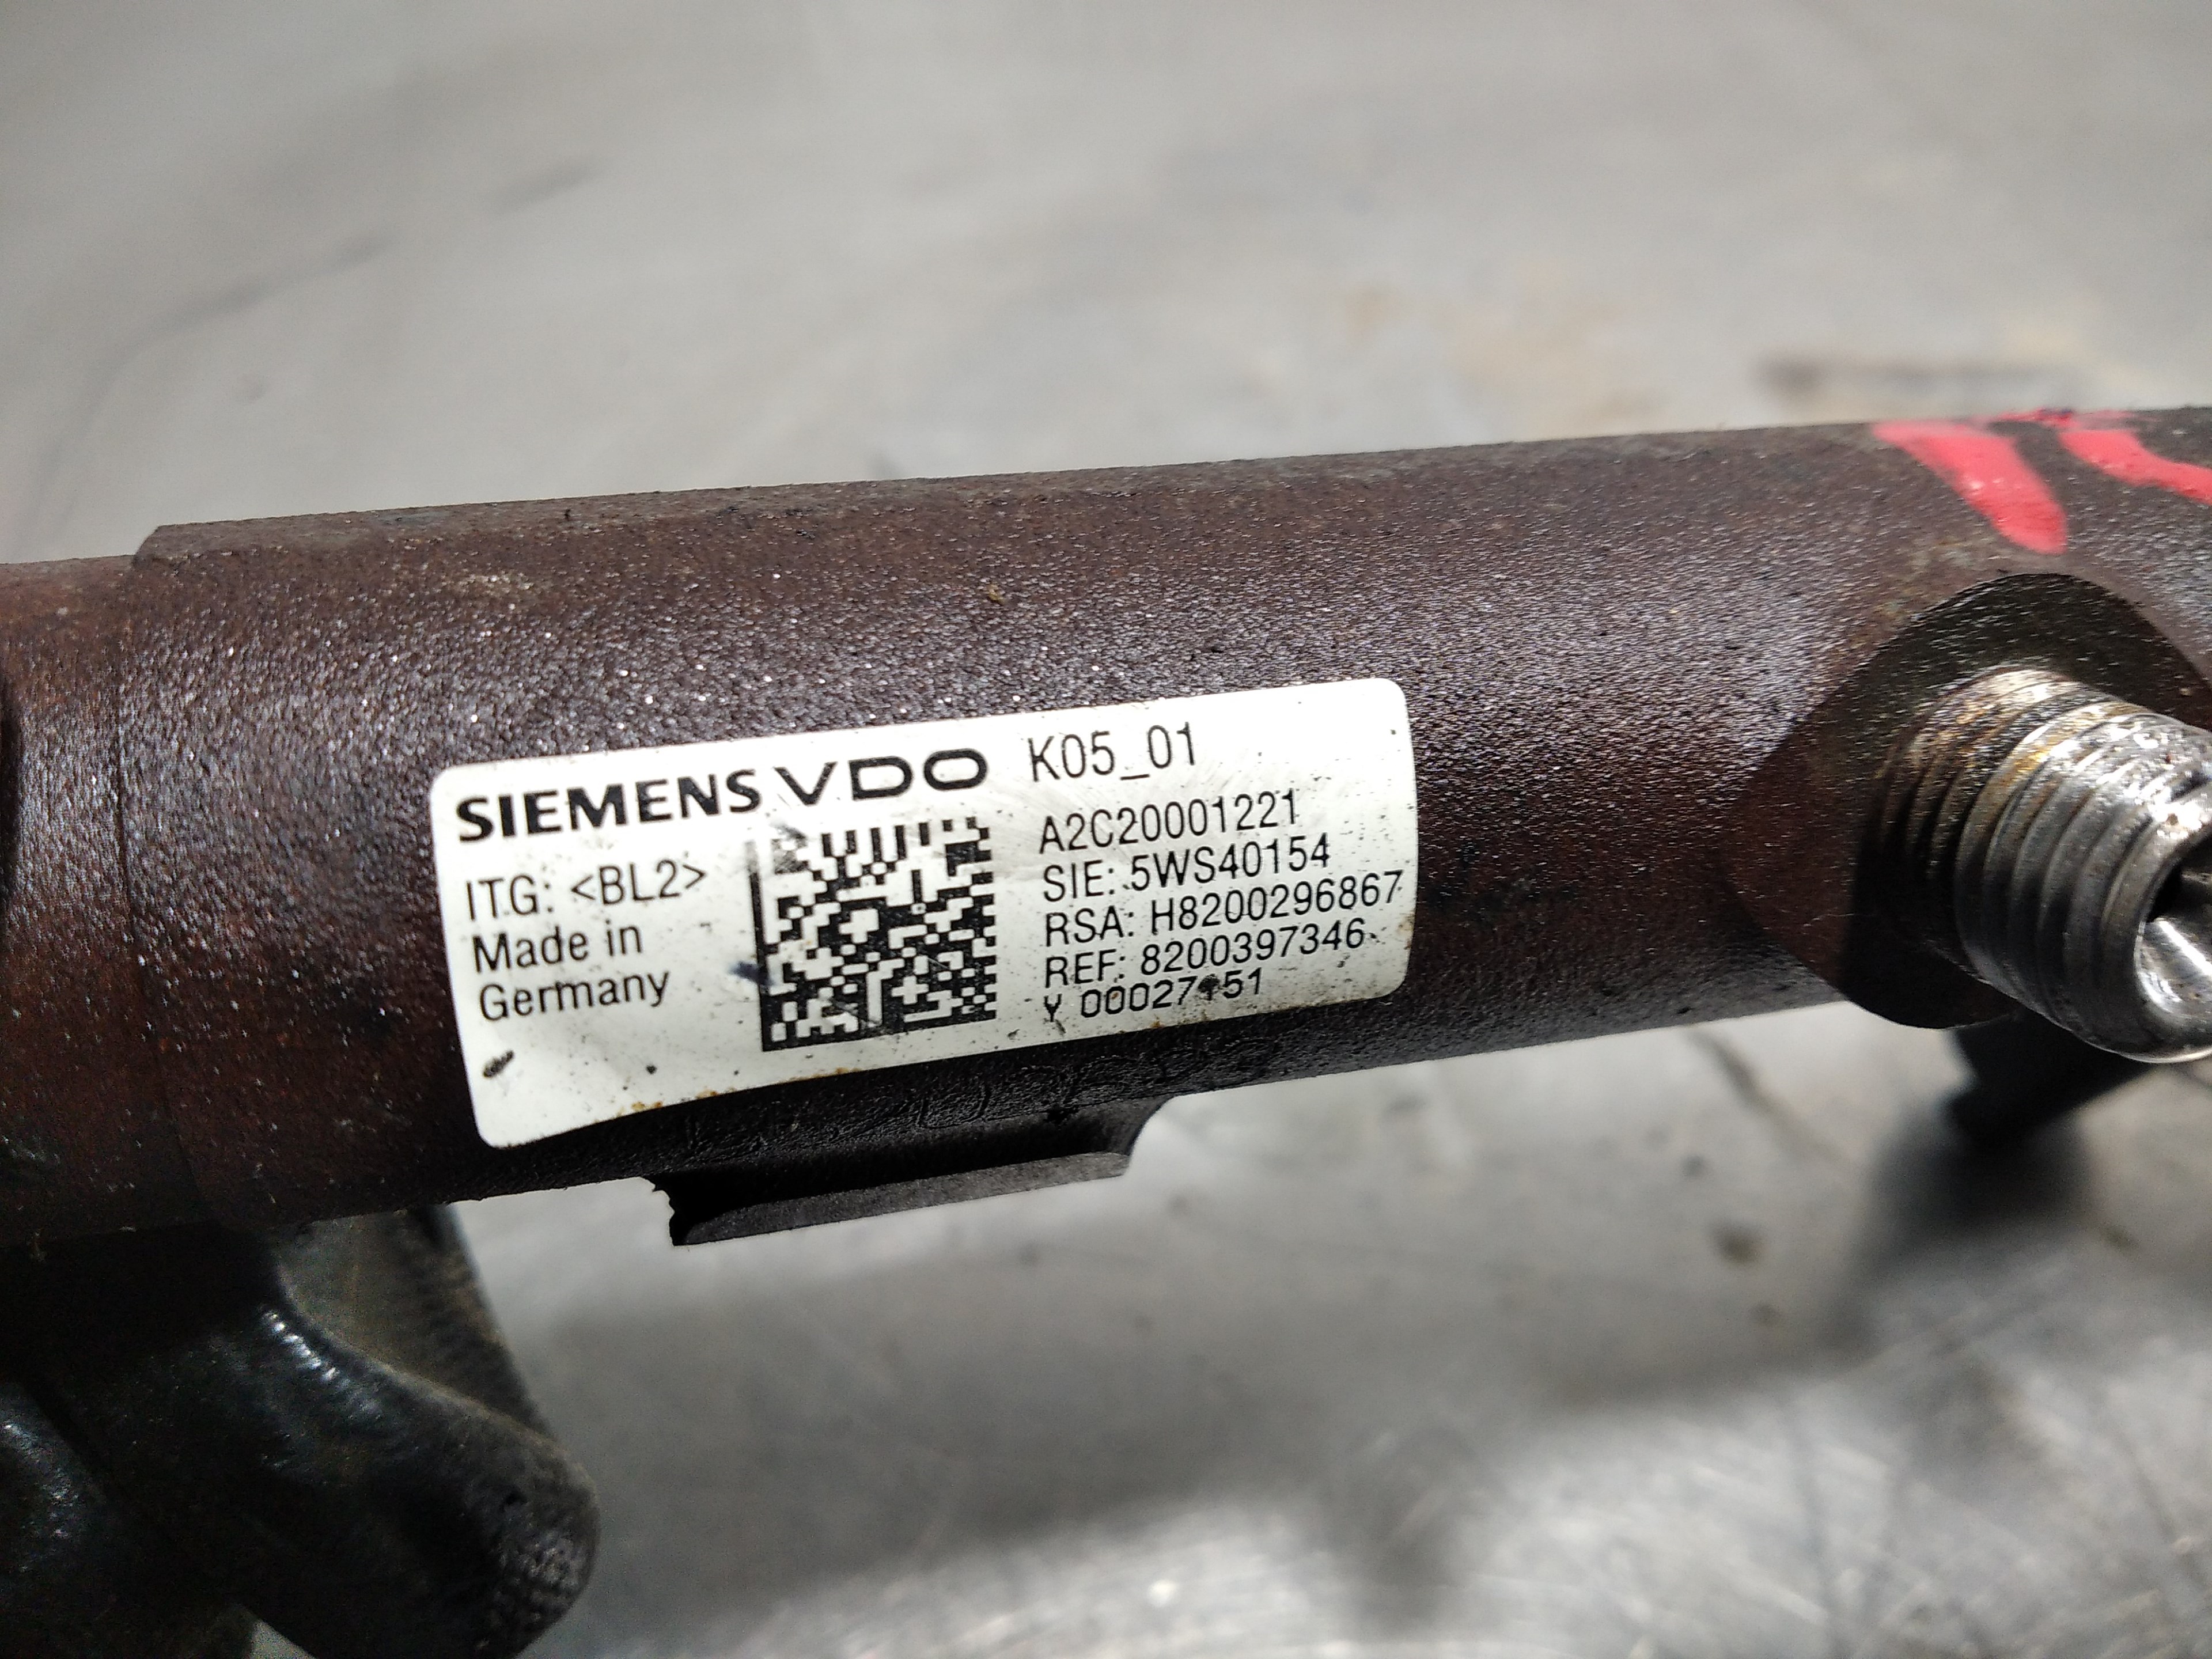 SIEMENS VDO K05_01
ITG: <BL2>
Made in
Germany
A2C20001221
SIE: 5WS40154
RSA: H8200296867
REF: 8200397346
Y